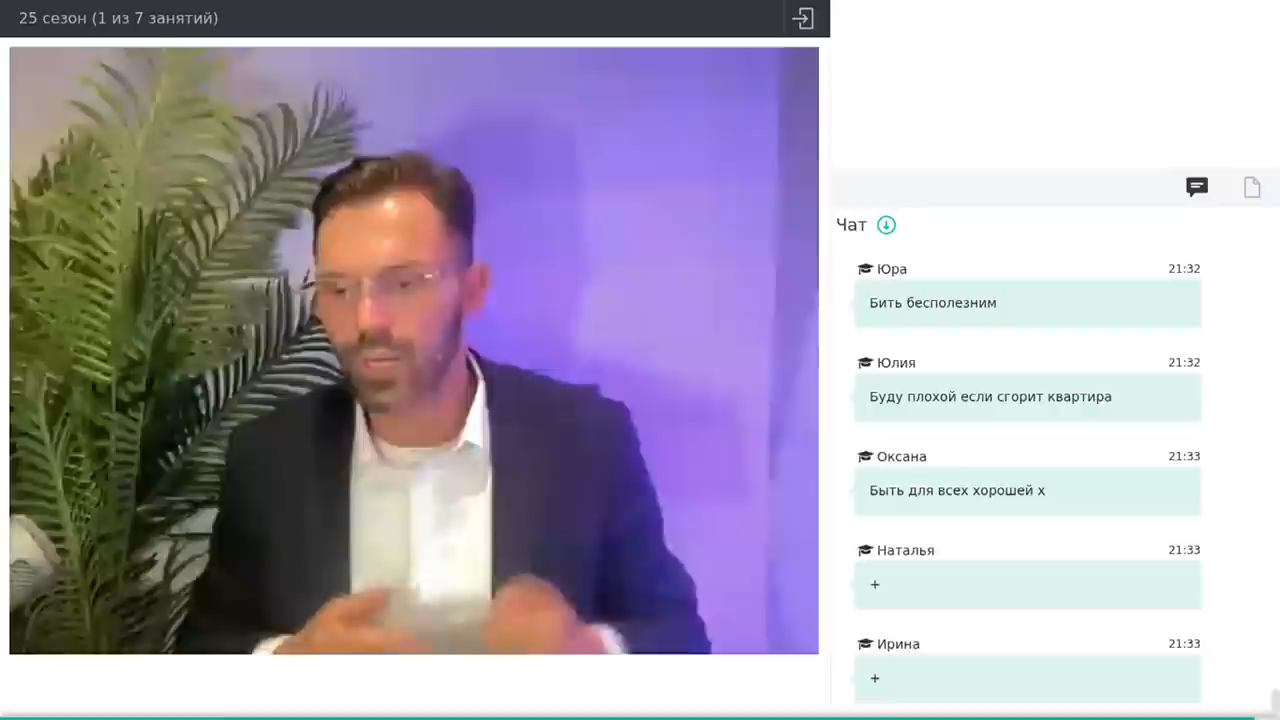 25 сезон (1 из 7 занятий)
Чат
Юра 21:32
Бить бесполезним
Юлия 21:32
Буду плохой если сгорит квартира
Оксана 21:33
Быть для всех хорошей х
Наталья 21:33
+
Ирина 21:33
+